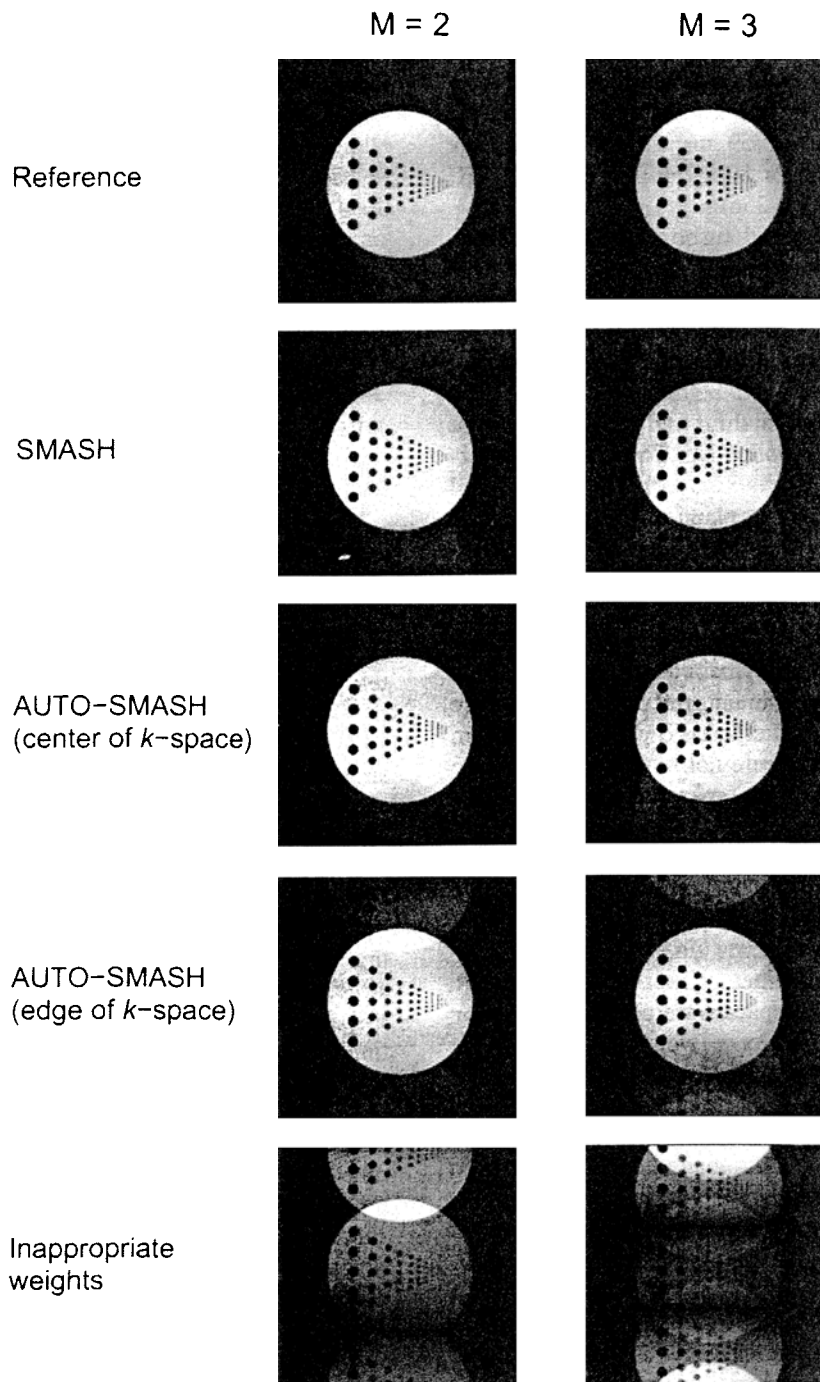 M = 2
M = 3
Reference
SMASH
AUTO-SMASH
(center of k-space)
AUTO-SMASH
(edge of k-space)
Inappropriate
weights